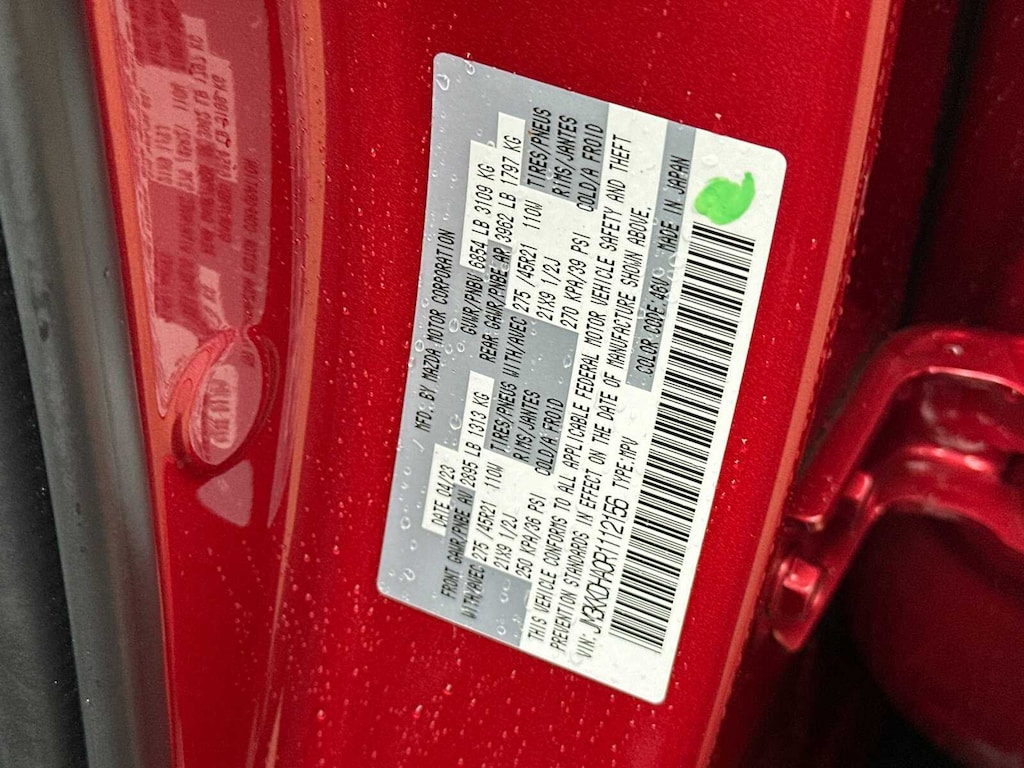 MFD. BY MAZDA MOTOR CORPORATION
DATE 04/23 GVWR/PNBV 6854 LB 3109 KG
FRONT GAWR/PNBE AV 2895 LB 1313 KG REAR GAWR/PNBE AR 3962 LB 1797 KG
WITH/AVEC 275 /45R21 110W TIRES/PNEUS WITH/AVEC 275 /45R21 110W TIRES/PNEUS
21X9 1/2J RIMS/JANTES 21X9 1/2J RIMS/JANTES
250 KPA/36 PSI COLD/A FROID 270 KPA/39 PSI COLD/A FROID
THIS VEHICLE CONFORMS TO ALL APPLICABLE FEDERAL MOTOR VEHICLE SAFETY AND THEFT
PREVENTION STANDARDS IN EFFECT ON THE DATE OF MANUFACTURE SHOWN ABOVE.
VIN: JM3KKDHA0R1112156 TYPE:MPV COLOR CODE:46V MADE IN JAPAN